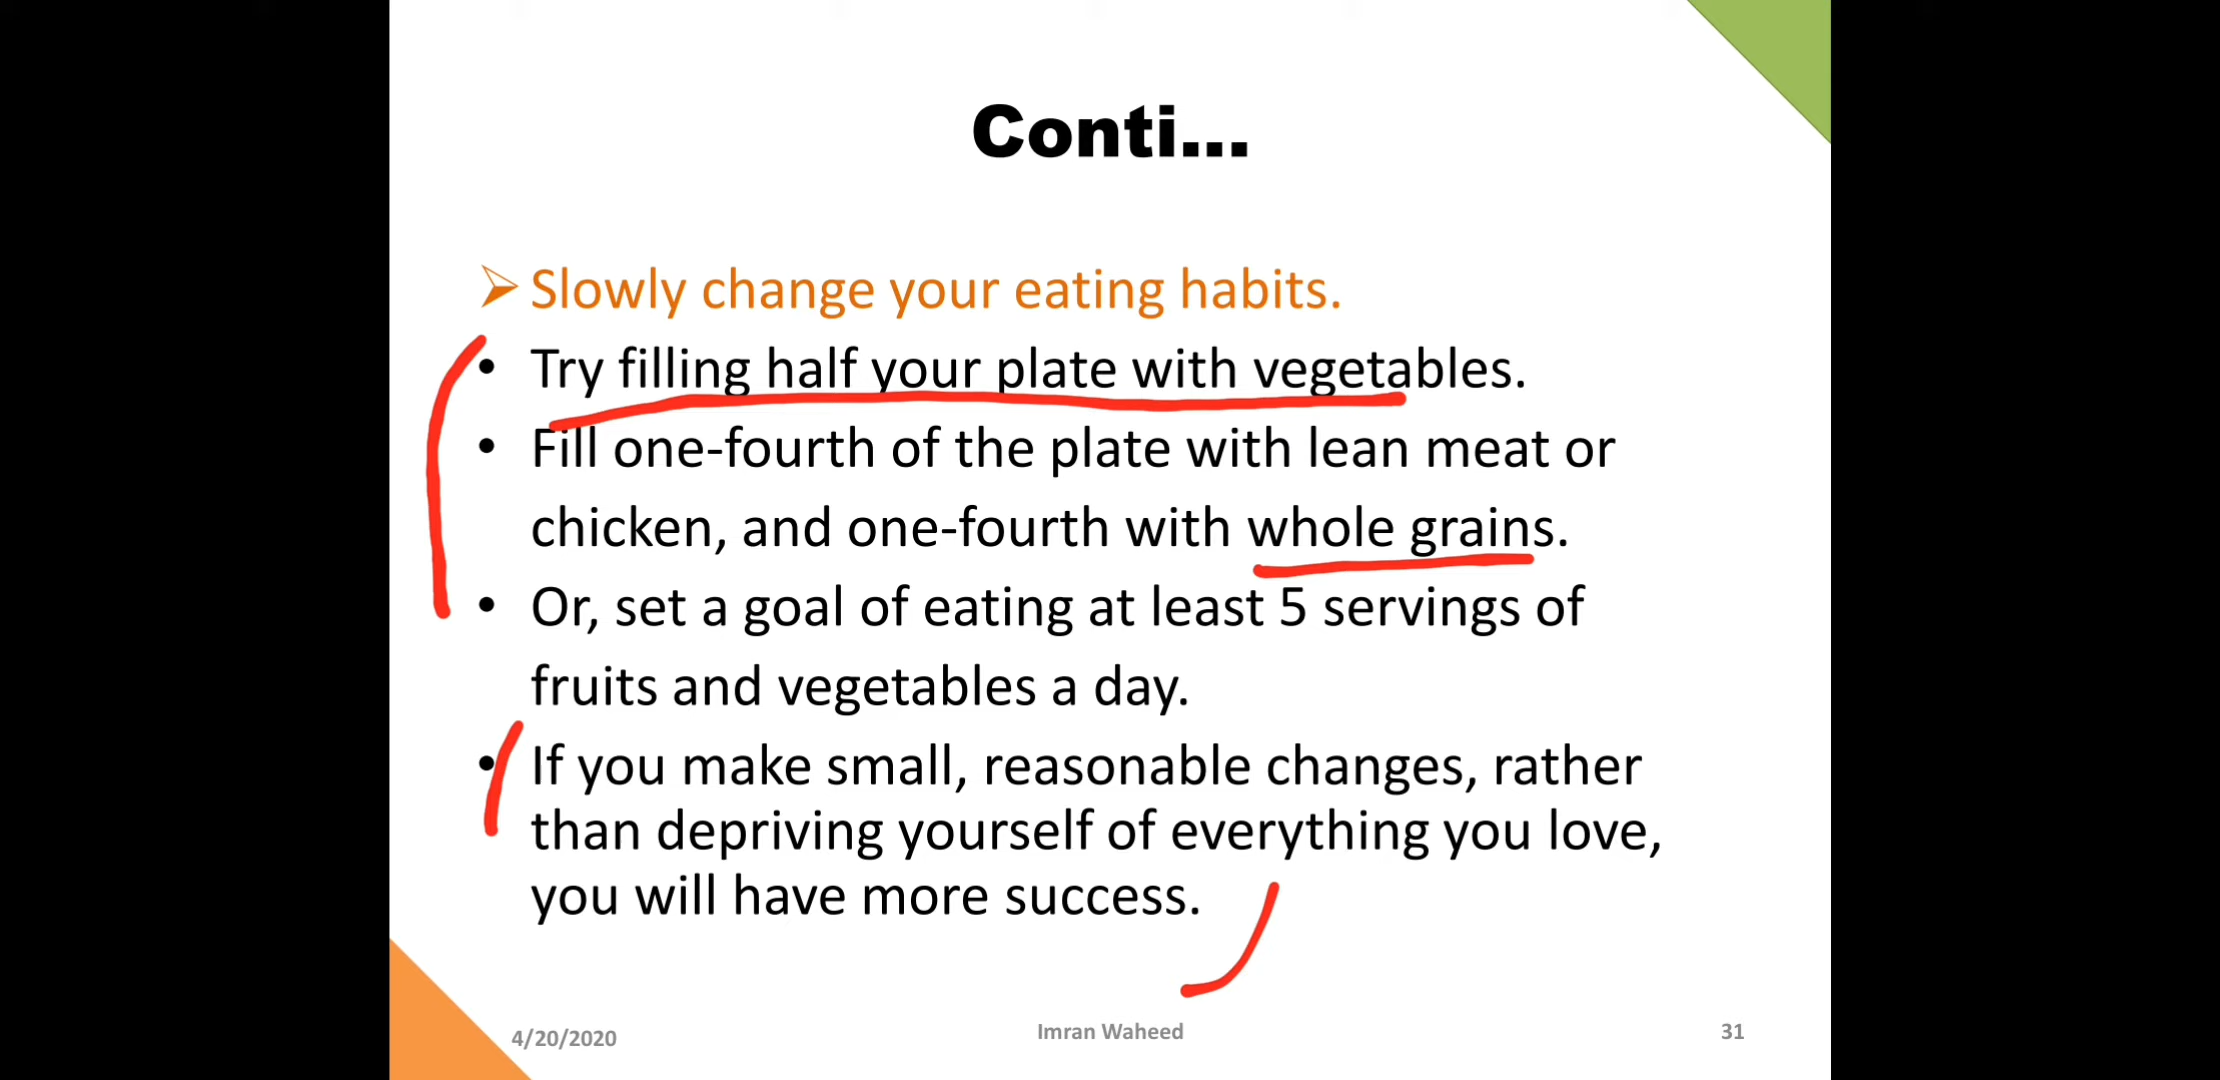 Conti...
Slowly change your eating habits.
• Try filling half your plate with vegetables.
• Fill one-fourth of the plate with lean meat or
chicken, and one-fourth with whole grains.
• Or, set a goal of eating at least 5 servings of
fruits and vegetables a day.
• If you make small, reasonable changes, rather
than depriving yourself of everything you love,
you will have more success.
4/20/2020
Imran Waheed
31